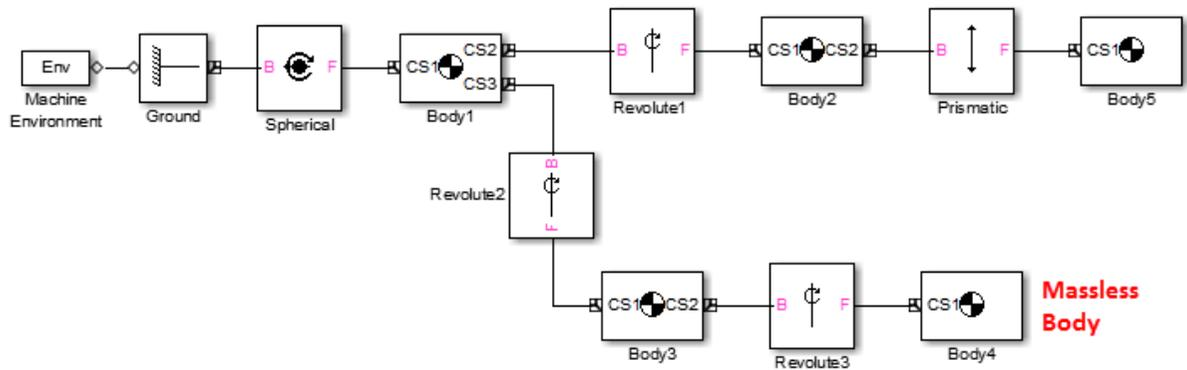 Env
Machine
Environment
Ground
B F
Spherical
CS1 CS2
CS3
Body1
B F
Revolute1
CS1 CS2
Body2
B F
Prismatic
CS1
Body5
B
F
Revolute2
CS1 CS2
Body3
B F
Revolute3
CS1
Body4
Massless
Body